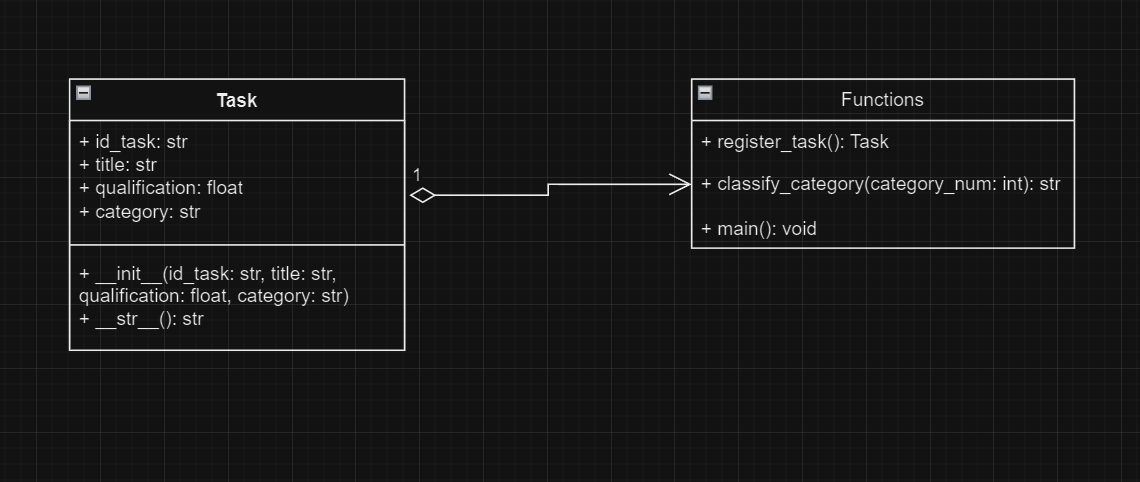 Task
+ id_task: str
+ title: str
+ qualification: float
+ category: str
+ __init__(id_task: str, title: str,
qualification: float, category: str)
+ __str__(): str
1
Functions
+ register_task(): Task
+ classify_category(category_num: int): str
+ main(): void